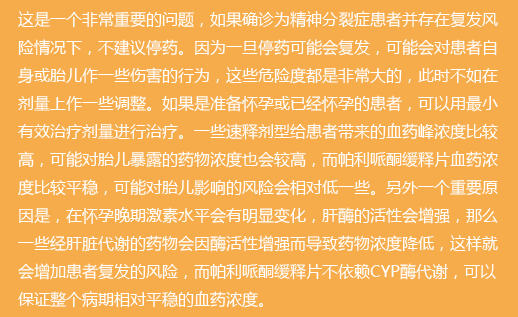 这是一个非常重要的问题，如果确诊为精神分裂症患者并存在复发风
险情况下，不建议停药。因为一旦停药可能会复发，可能会对患者自
身或胎儿作一些伤害的行为，这些危险度都是非常大的，此时不如在
剂量上作一些调整。如果是准备怀孕或已经怀孕的患者，可以用最小
有效治疗剂量进行治疗。一些速释剂型给患者带来的血药峰浓度比较
高，可能对胎儿暴露的药物浓度也会较高，而帕利哌酮缓释片血药浓
度比较平稳，可能对胎儿影响的风险会相对低一些。另外一个重要原
因是，在怀孕晚期激素水平会有明显变化，肝酶的活性会增强，那么
一些经肝脏代谢的药物会因酶活性增强而导致药物浓度降低，这样就
会增加患者复发的风险，而帕利哌酮缓释片不依赖CYP酶代谢，可以
保证整个病期相对平稳的血药浓度。